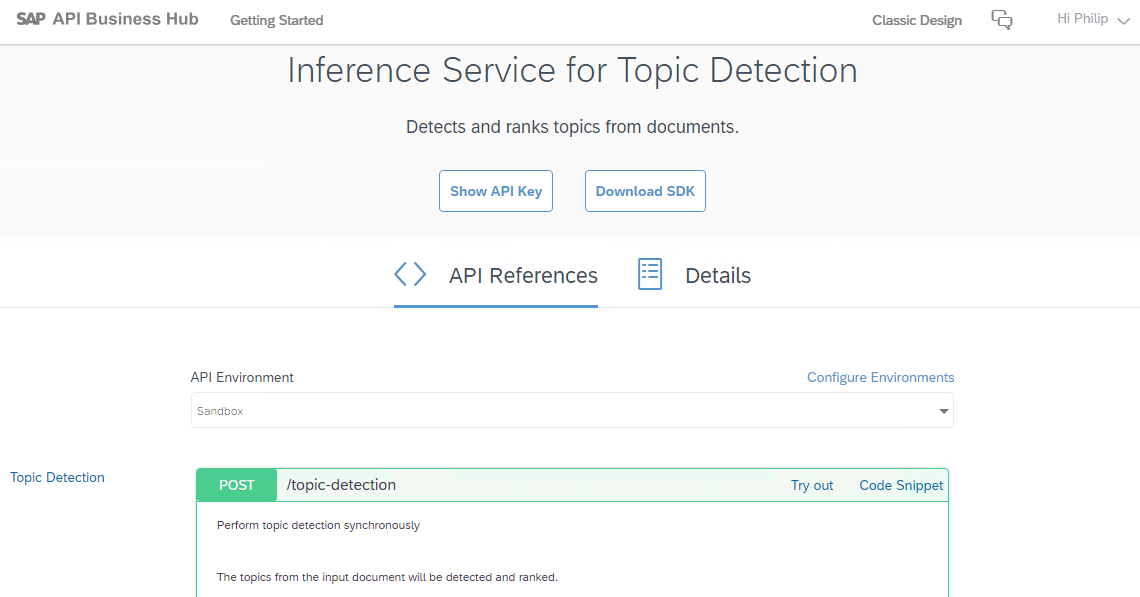 SAP API Business Hub Getting Started Classic Design Hi Philip
Inference Service for Topic Detection
Detects and ranks topics from documents.
Show API Key Download SDK
API References Details
API Environment Configure Environments
Sandbox
Topic Detection POST /topic-detection Try out Code Snippet
Perform topic detection synchronously
The topics from the input document will be detected and ranked.